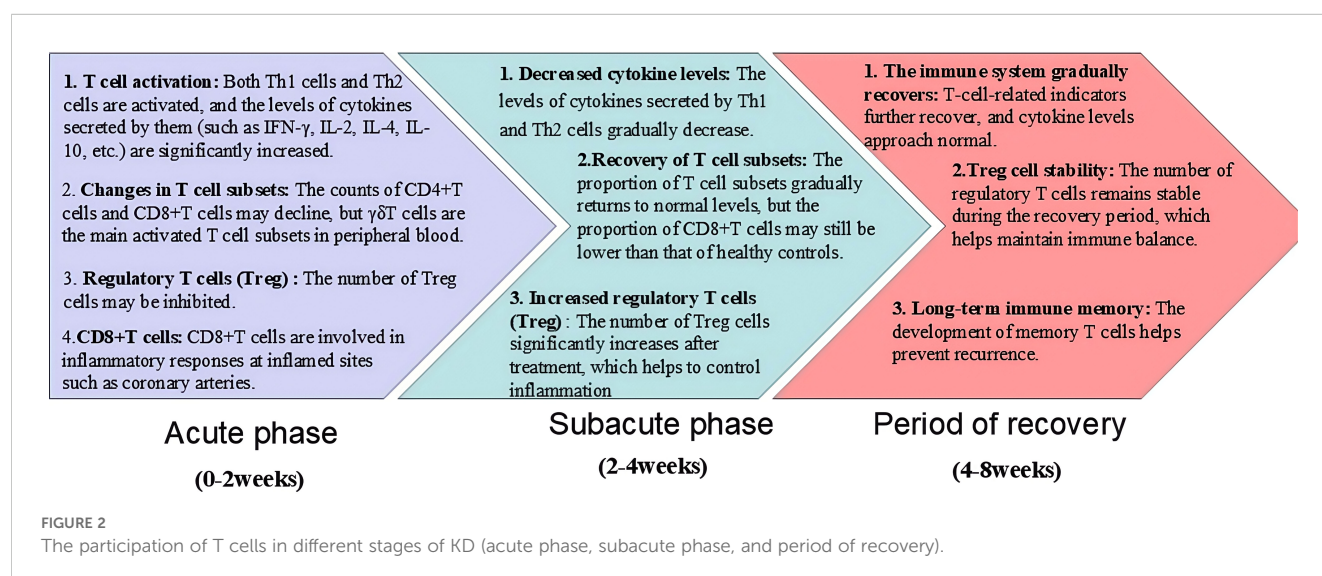 1. T cell activation: Both Th1 cells and Th2
cells are activated, and the levels of cytokines
secreted by them (such as IFN-γ, IL-2, IL-4, IL-
10, etc.) are significantly increased.
2. Changes in T cell subsets: The counts of CD4+T
cells and CD8+T cells may decline, but γδT cells are
the main activated T cell subsets in peripheral blood.
3. Regulatory T cells (Treg) : The number of Treg
cells may be inhibited.
4.CD8+T cells: CD8+T cells are involved in
inflammatory responses at inflamed sites
such as coronary arteries.
Acute phase
(0-2weeks)
1. Decreased cytokine levels: The
levels of cytokines secreted by Th1
and Th2 cells gradually decrease.
2.Recovery of T cell subsets: The
proportion of T cell subsets gradually
returns to normal levels, but the
proportion of CD8+T cells may still be
lower than that of healthy controls.
3. Increased regulatory T cells
(Treg) : The number of Treg cells
significantly increases after
treatment, which helps to control
inflammation
Subacute phase
(2-4weeks)
1. The immune system gradually
recovers: T-cell-related indicators
further recover, and cytokine levels
approach normal.
2.Treg cell stability: The number of
regulatory T cells remains stable
during the recovery period, which
helps maintain immune balance.
3. Long-term immune memory: The
development of memory T cells helps
prevent recurrence.
Period of recovery
(4-8weeks)
FIGURE 2
The participation of T cells in different stages of KD (acute phase, subacute phase, and period of recovery).